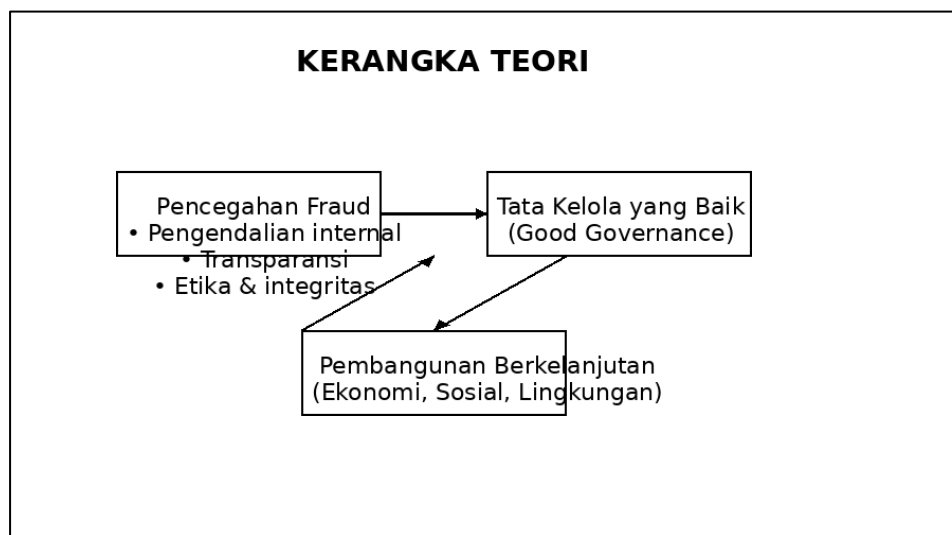 KERANGKA TEORI
Pencegahan Fraud
• Pengendalian internal
• Transparansi
• Etika & integritas
Tata Kelola yang Baik
(Good Governance)
Pembangunan Berkelanjutan
(Ekonomi, Sosial, Lingkungan)